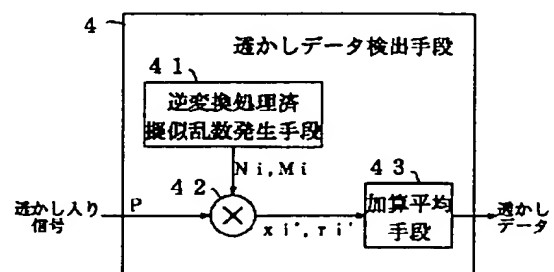 4
透かしデータ検出手段
41
逆変換処理済
擬似乱数発生手段
Ni,Mi
42
43
透かし入り
信号
P
×
xi',ri'
加算平均
手段
透かし
データ